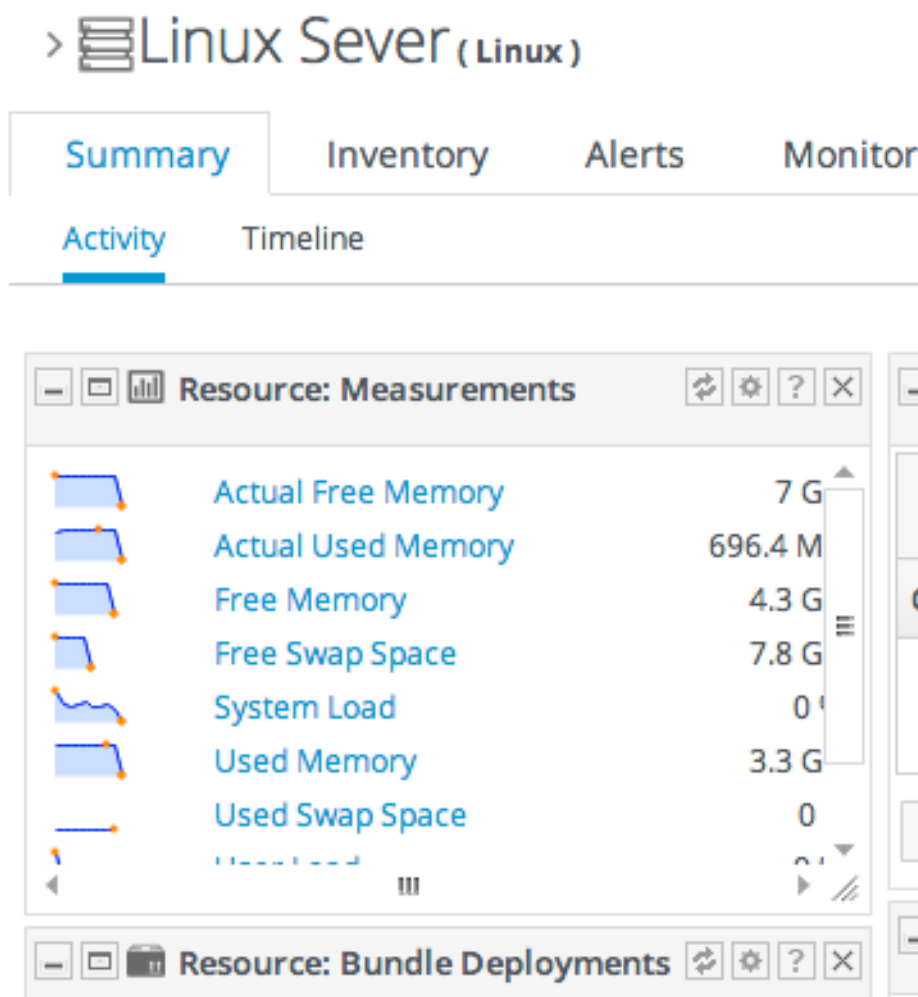 Linux Sever ( Linux )
Summary Inventory Alerts Monitor
Activity Timeline
Resource: Measurements ?
Actual Free Memory 7 G
Actual Used Memory 696.4 M
Free Memory 4.3 G
Free Swap Space 7.8 G
System Load 0
Used Memory 3.3 G
Used Swap Space 0
User Load
Resource: Bundle Deployments ?